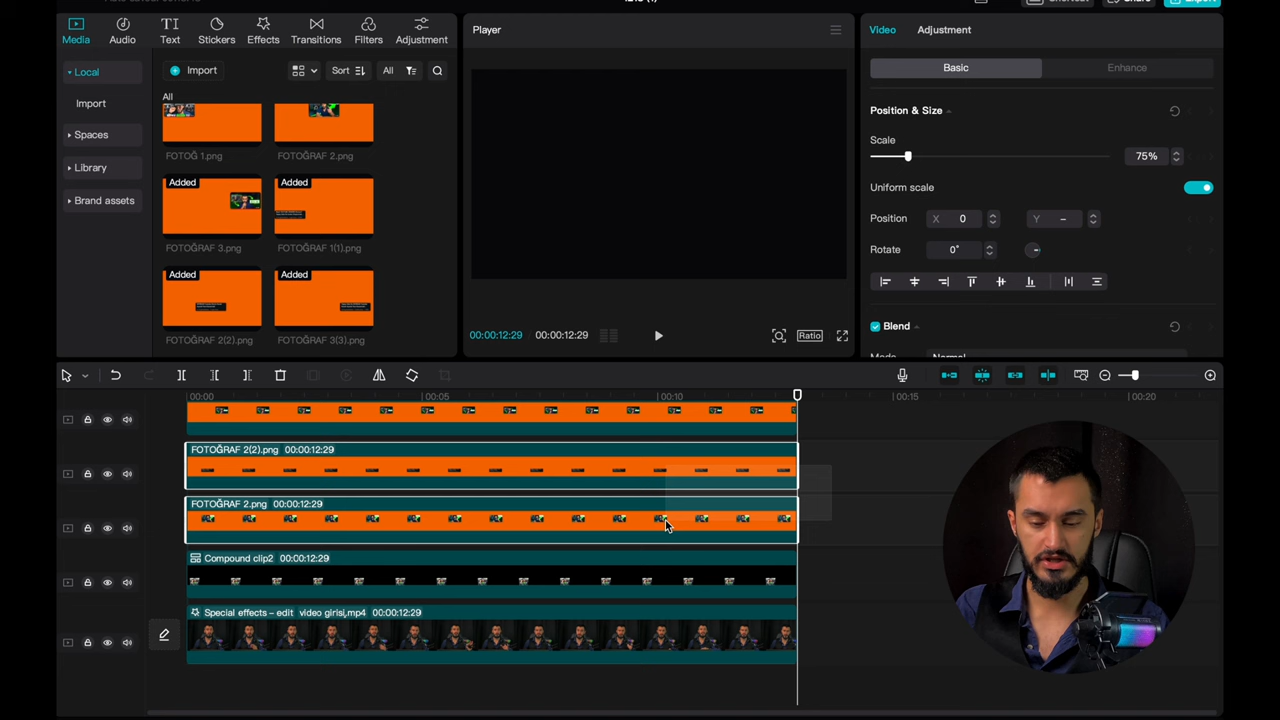 Media
Audio
Text
Stickers
Effects
Transitions
Filters
Adjustment
Local
Import
Spaces
Library
Brand assets
Import
Sort
All
All
FOTOĞ 1.png
FOTOĞRAF 2.png
Added
FOTOĞRAF 3.png
Added
FOTOĞRAF 1(1).png
Added
FOTOĞRAF 2(2).png
Added
FOTOĞRAF 3(3).png
Player
00:00:12:29
00:00:12:29
Ratio
Video
Adjustment
Basic
Enhance
Position & Size
Scale
75%
Uniform scale
Position
X
0
Y
–
Rotate
0°
Blend
00:00
00:05
00:10
00:15
00:20
FOTOĞRAF 2(2).png 00:00:12:29
FOTOĞRAF 2.png 00:00:12:29
Compound clip2 00:00:12:29
Special effects – edit video girisi,mp4 00:00:12:29